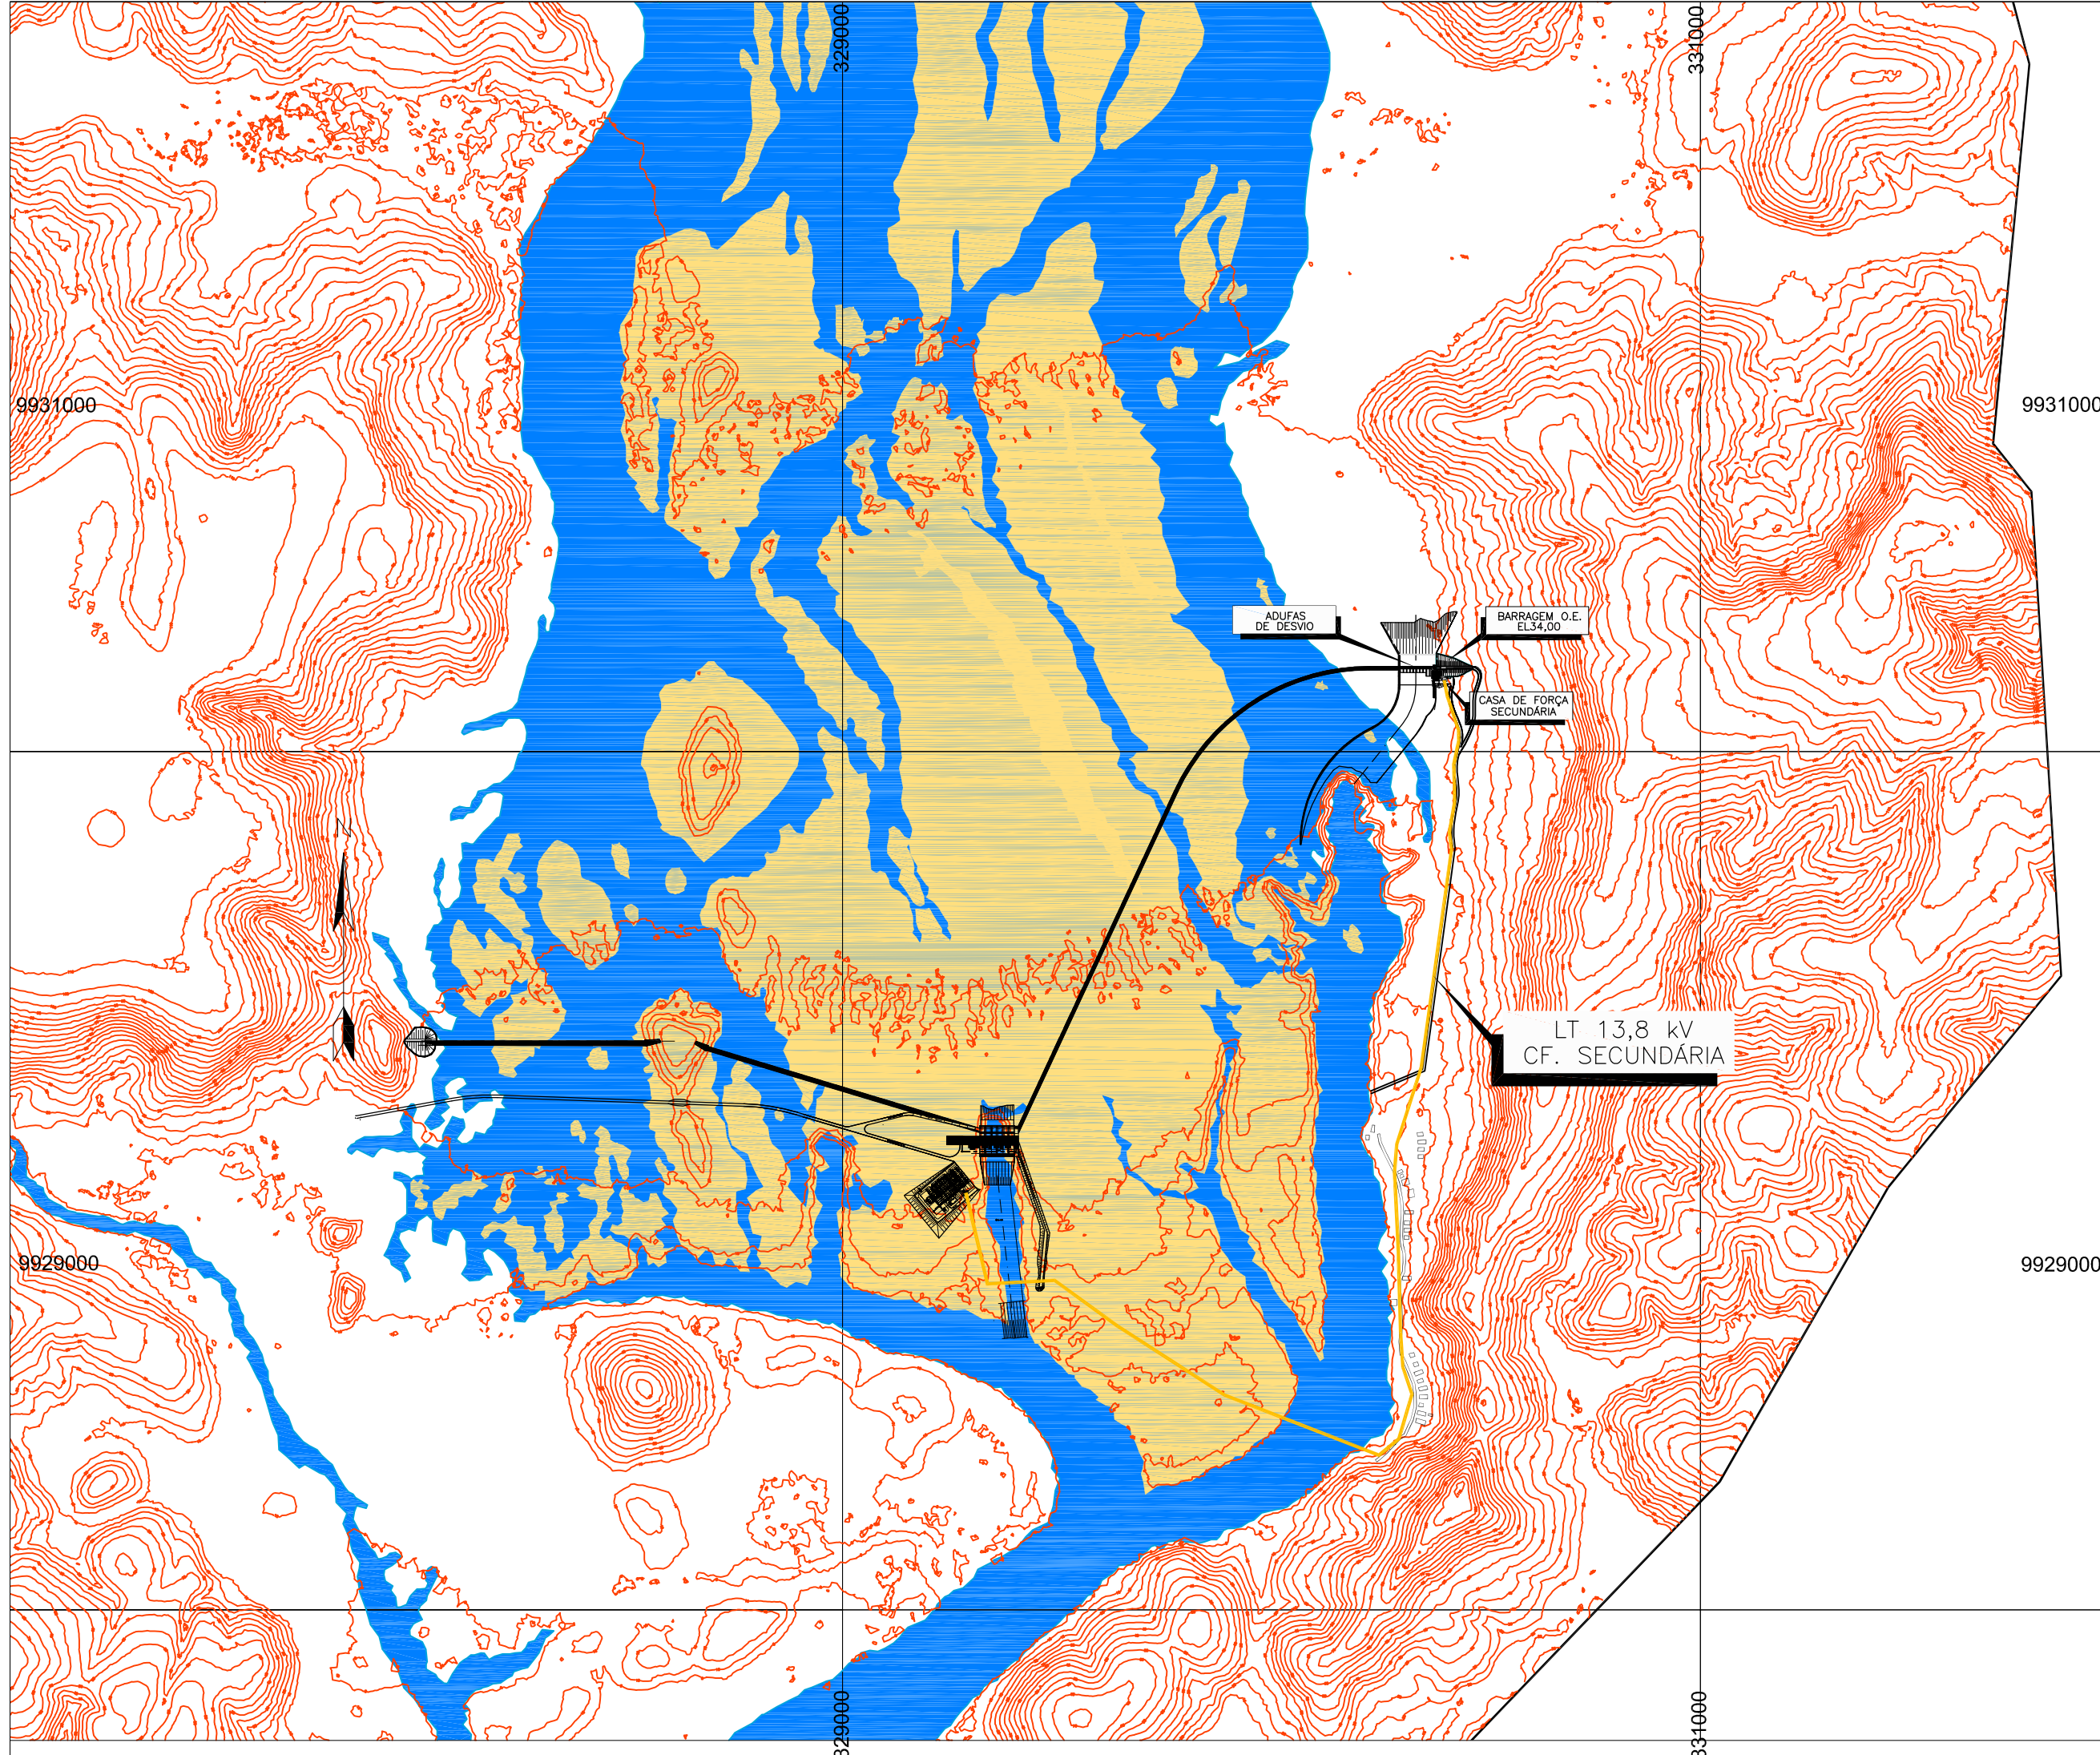 329000
331000
9931000
9931000
ADUFAS
DE DESVIO
BARRAGEM O.E.
EL34,00
CASA DE FORÇA
SECUNDÁRIA
LT 13,8 kV
CF. SECUNDÁRIA
9929000
9929000
329000
331000